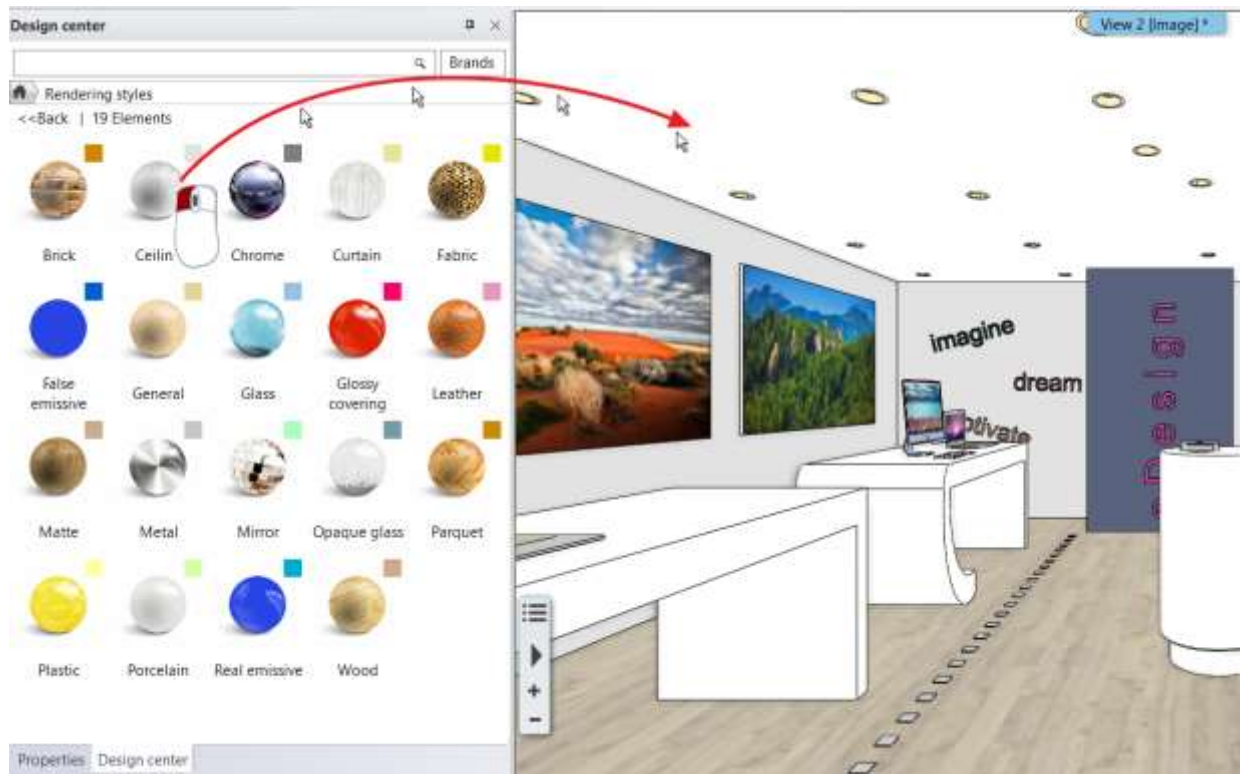 Design center
View 2 [Image] *
Brands
Rendering styles
<<Back | 19 Elements
Brick
Ceilin
Chrome
Curtain
Fabric
False
emissive
General
Glass
Glossy
covering
Leather
Matte
Metal
Mirror
Opaque glass
Parquet
Plastic
Porcelain
Real emissive
Wood
Properties
Design center
imagine
dream
otivate
Design